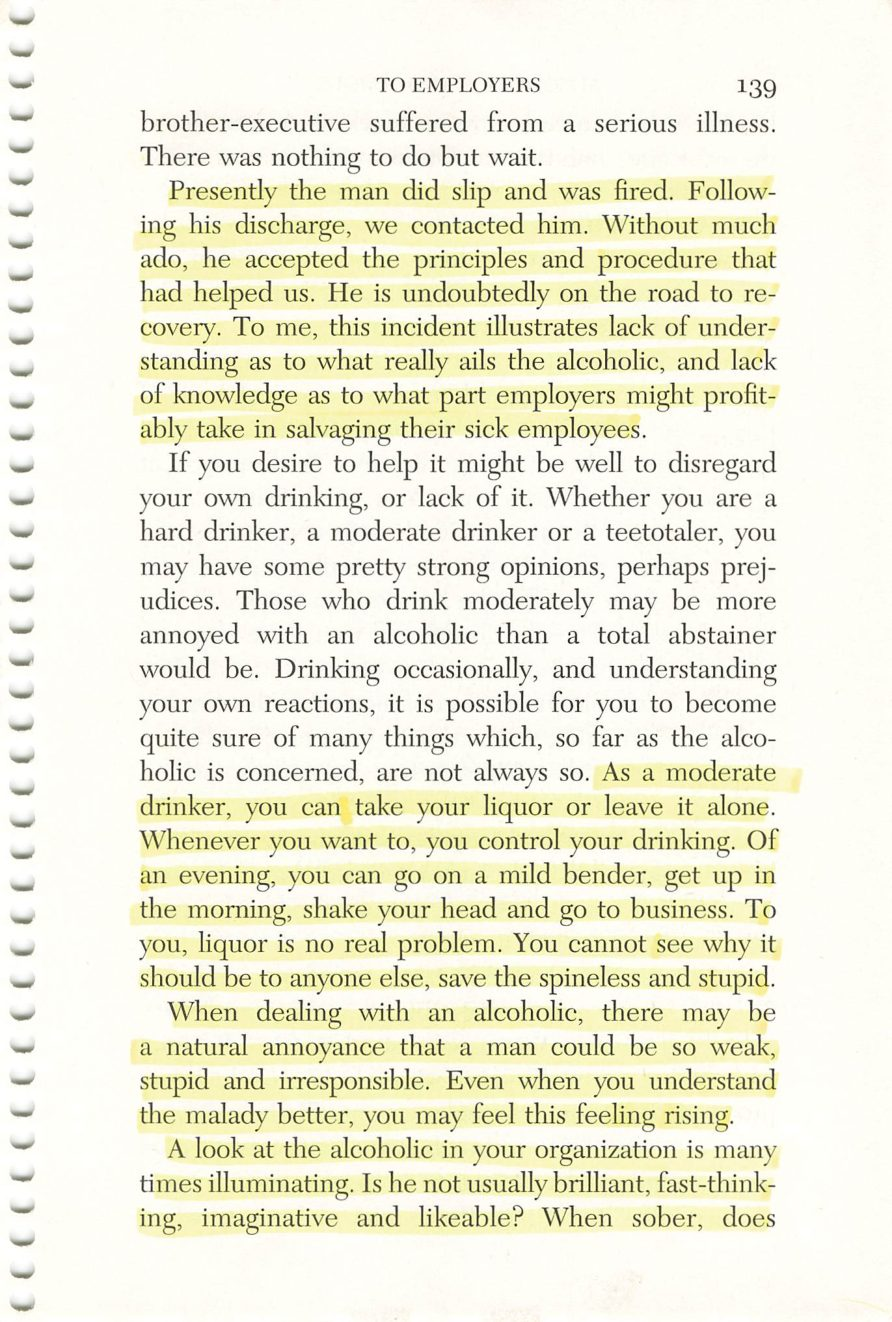 TO EMPLOYERS 139
brother-executive suffered from a serious illness.
There was nothing to do but wait.
Presently the man did slip and was fired. Follow-
ing his discharge, we contacted him. Without much
ado, he accepted the principles and procedure that
had helped us. He is undoubtedly on the road to re-
covery. To me, this incident illustrates lack of under-
standing as to what really ails the alcoholic, and lack
of knowledge as to what part employers might profit-
ably take in salvaging their sick employees.
If you desire to help it might be well to disregard
your own drinking, or lack of it. Whether you are a
hard drinker, a moderate drinker or a teetotaler, you
may have some pretty strong opinions, perhaps prej-
udices. Those who drink moderately may be more
annoyed with an alcoholic than a total abstainer
would be. Drinking occasionally, and understanding
your own reactions, it is possible for you to become
quite sure of many things which, so far as the alco-
holic is concerned, are not always so. As a moderate
drinker, you can take your liquor or leave it alone.
Whenever you want to, you control your drinking. Of
an evening, you can go on a mild bender, get up in
the morning, shake your head and go to business. To
you, liquor is no real problem. You cannot see why it
should be to anyone else, save the spineless and stupid.
When dealing with an alcoholic, there may be
a natural annoyance that a man could be so weak,
stupid and irresponsible. Even when you understand
the malady better, you may feel this feeling rising.
A look at the alcoholic in your organization is many
times illuminating. Is he not usually brilliant, fast-think-
ing, imaginative and likeable? When sober, does